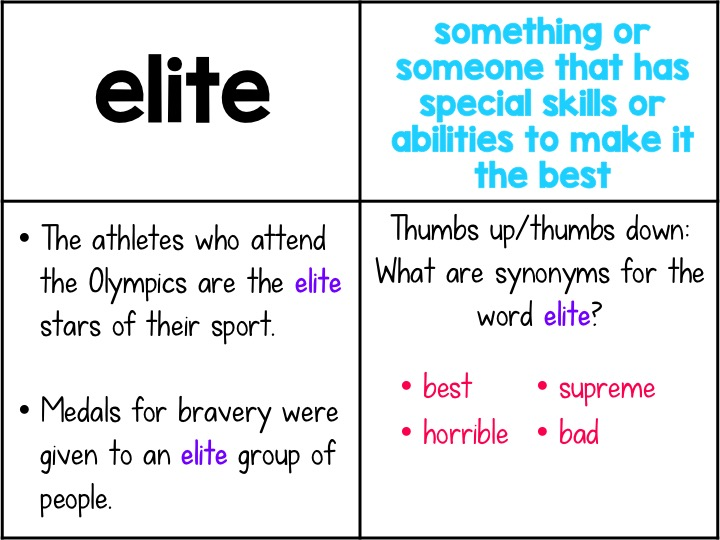 elite
something or
someone that has
special skills or
abilities to make it
the best
• The athletes who attend
the Olympics are the elite
stars of their sport.
• Medals for bravery were
given to an elite group of
people.
Thumbs up/thumbs down:
What are synonyms for the
word elite?
• best
• supreme
• horrible
• bad